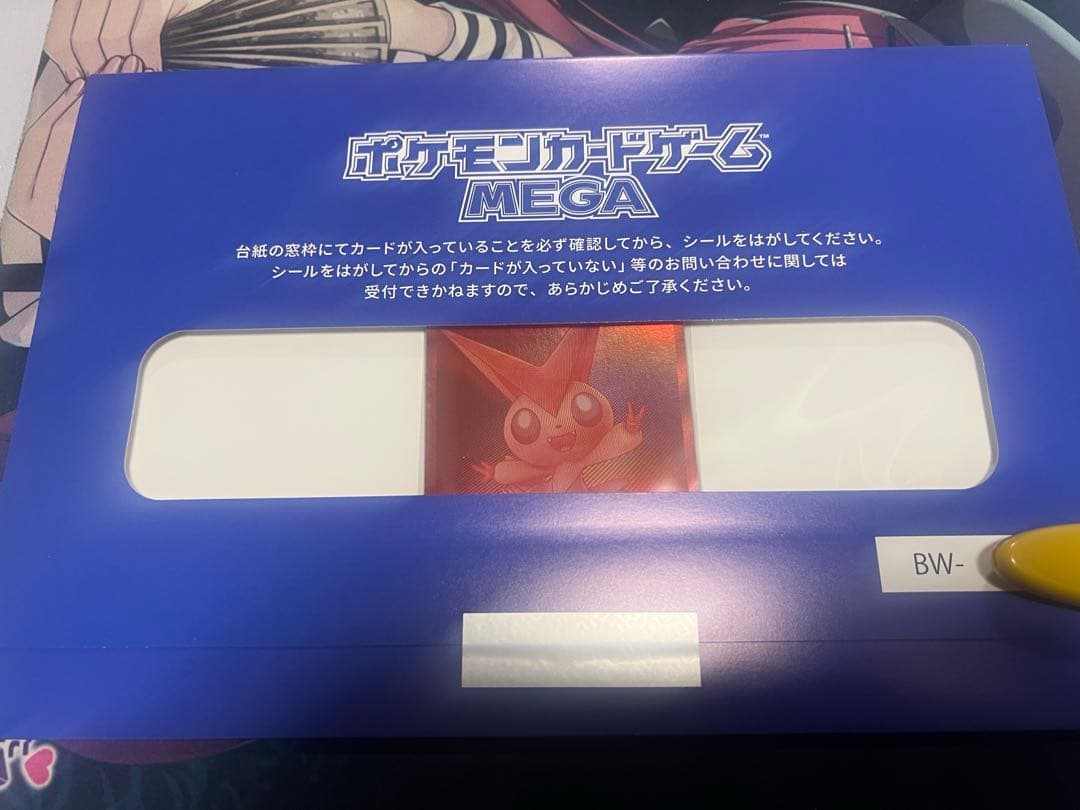 ポケモンカードゲーム™
MEGA
台紙の窓枠にてカードが入っていることを必ず確認してから、シールをはがしてください。
シールをはがしてからの「カードが入っていない」等のお問い合わせに関しては
受付できかねますので、あらかじめご了承ください。
BW-